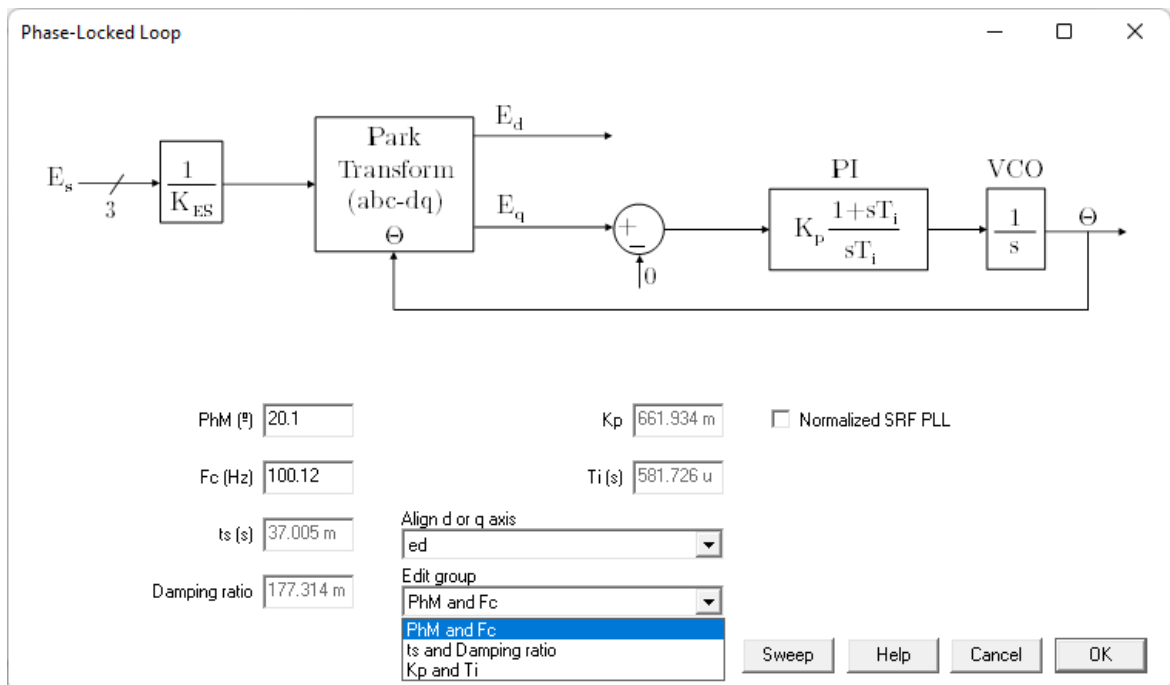 Phase-Locked Loop
E_s
3
1
K_ES
Park
Transform
(abc-dq)
Θ
E_d
E_q
+
−
0
PI
K_p 1+sT_i
sT_i
VCO
1
s
Θ
PhM (º) 20.1
Kp 661.934 m
Normalized SRF PLL
Fc (Hz) 100.12
Ti (s) 581.726 u
ts (s) 37.005 m
Align d or q axis
ed
Damping ratio 177.314 m
Edit group
PhM and Fc
PhM and Fc
ts and Damping ratio
Kp and Ti
Sweep Help Cancel OK